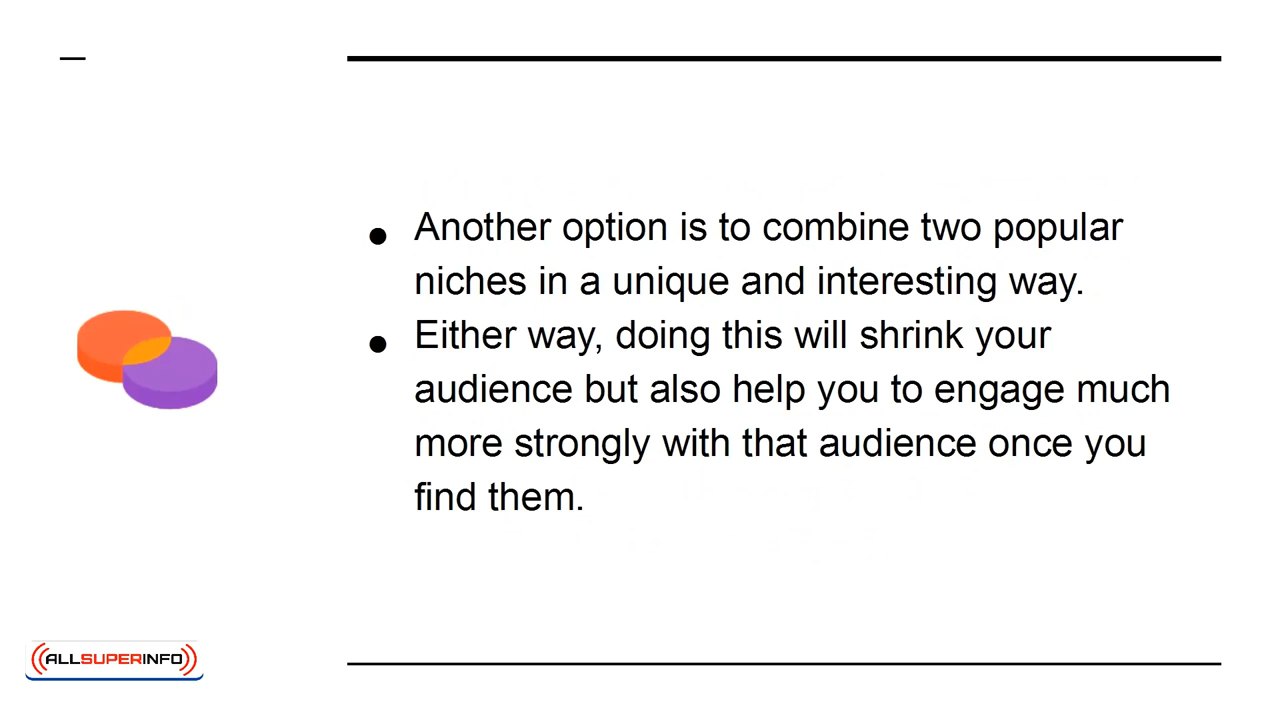 • Another option is to combine two popular
niches in a unique and interesting way.
• Either way, doing this will shrink your
audience but also help you to engage much
more strongly with that audience once you
find them.
ALLSUPERINFO